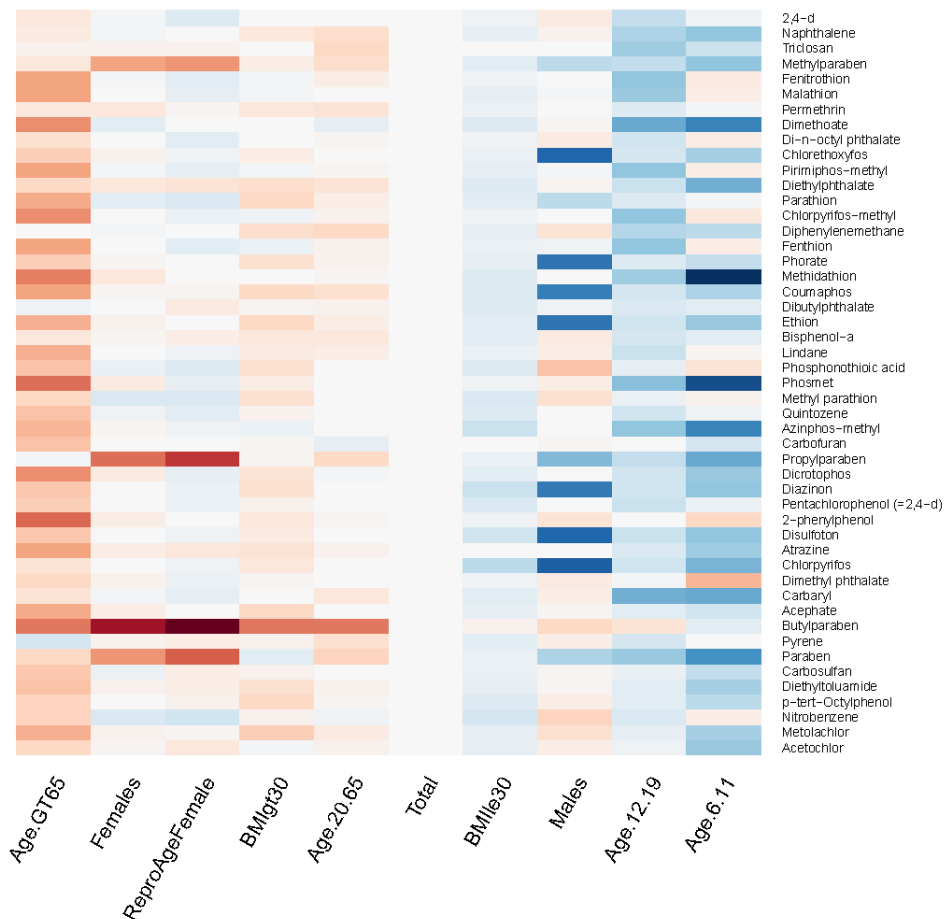 2,4−d
Naphthalene
Triclosan
Methylparaben
Fenitrothion
Malathion
Permethrin
Dimethoate
Di−n−octyl phthalate
Chlorethoxyfos
Pirimiphos−methyl
Diethylphthalate
Parathion
Chlorpyrifos−methyl
Diphenylenemethane
Fenthion
Phorate
Methidathion
Coumaphos
Dibutylphthalate
Ethion
Bisphenol−a
Lindane
Phosphonothioic acid
Phosmet
Methyl parathion
Quintozene
Azinphos−methyl
Carbofuran
Propylparaben
Dicrotophos
Diazinon
Pentachlorophenol (=2,4−d)
2−phenylphenol
Disulfoton
Atrazine
Chlorpyrifos
Dimethyl phthalate
Carbaryl
Acephate
Butylparaben
Pyrene
Paraben
Carbosulfan
Diethyltoluamide
p−tert−Octylphenol
Nitrobenzene
Metolachlor
Acetochlor
Age.GT65
Females
ReproAgeFemale
BMIgt30
Age.20.65
Total
BMIle30
Males
Age.12.19
Age.6.11